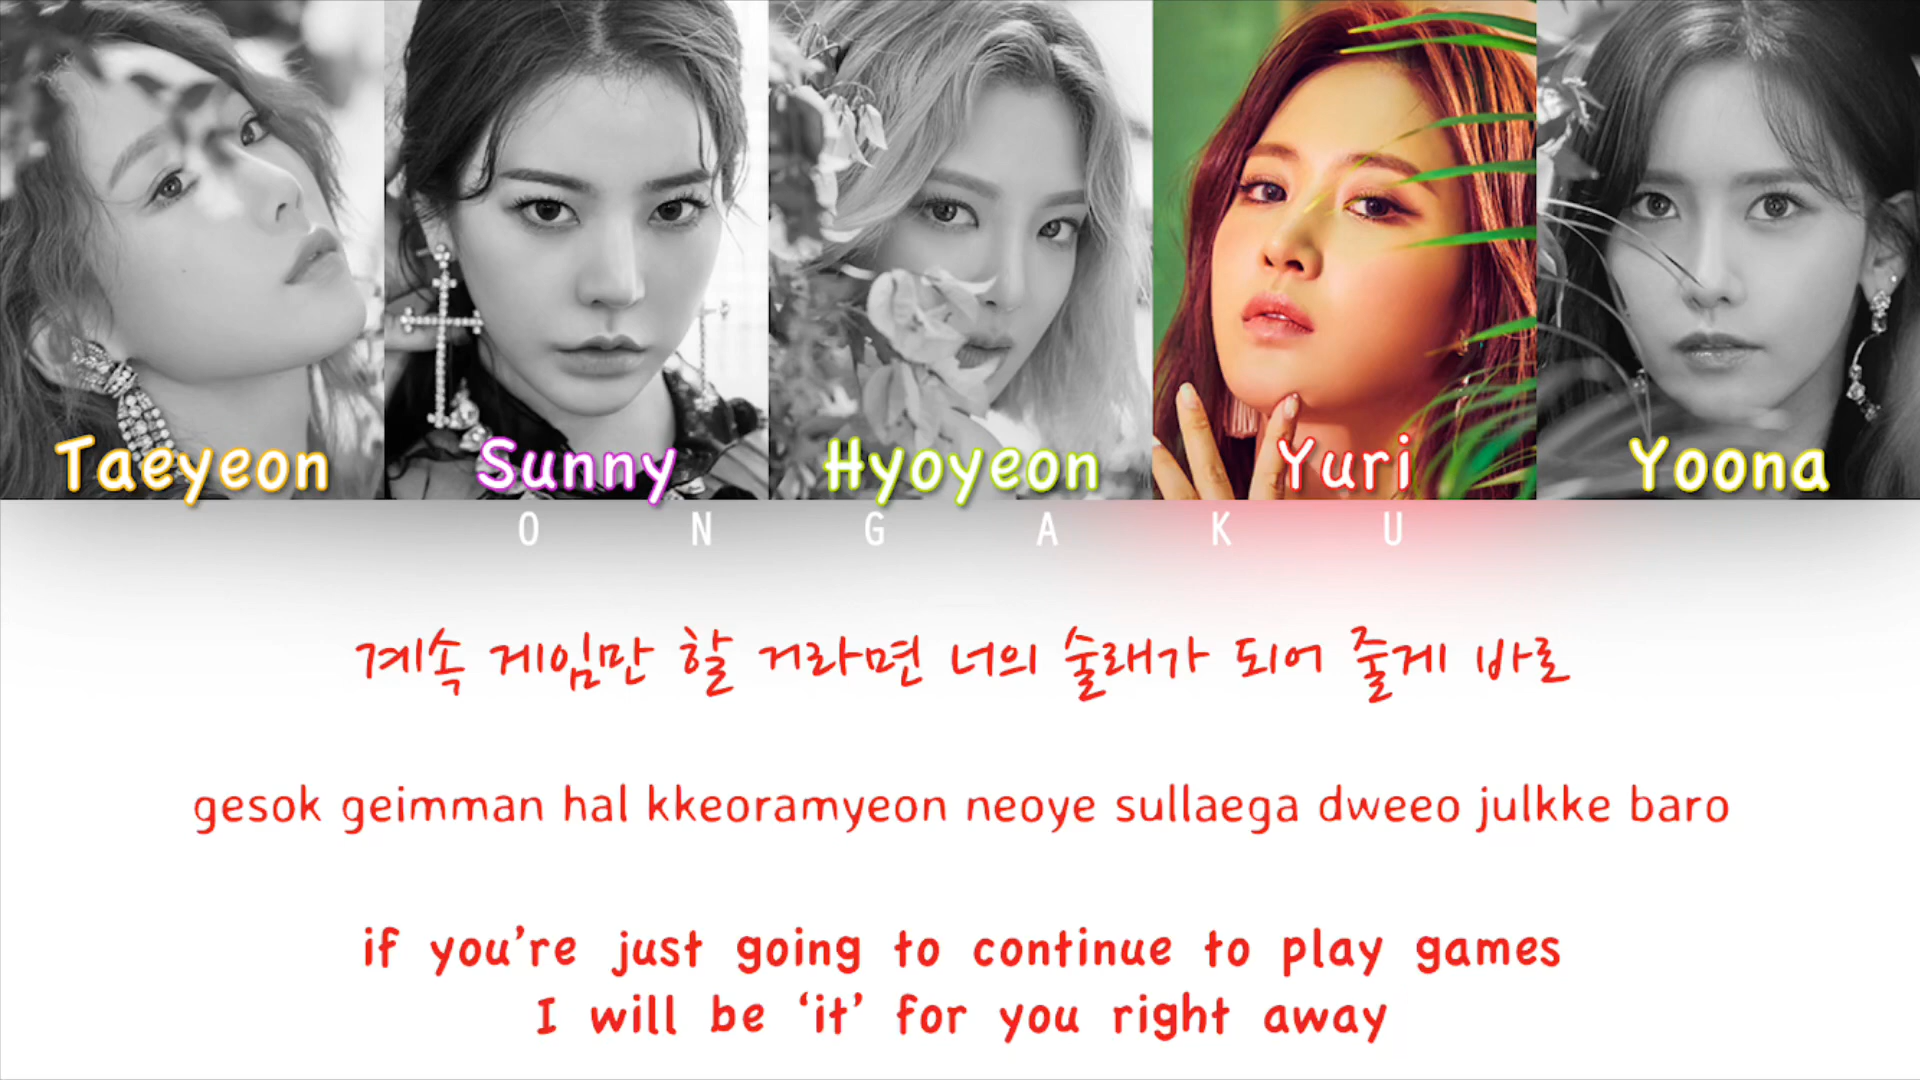 Taeyeon Sunny Hyoyeon Yuri Yoona
O N G A K U
계속 게임만 할 거라면 너의 술래가 되어 줄게 바로
gesok geimman hal kkeoramyeon neoye sullaega dweeo julkke baro
if you're just going to continue to play games
I will be 'it' for you right away